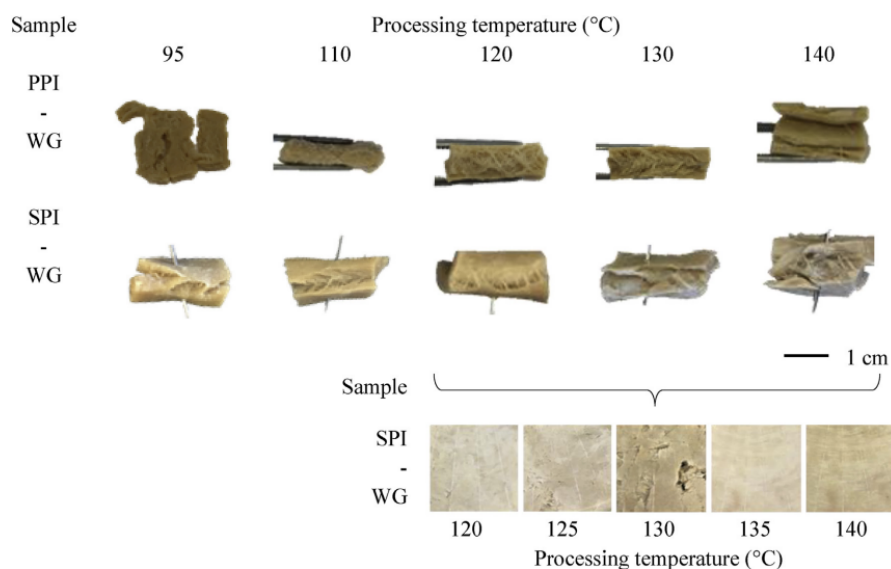 Sample Processing temperature (°C)
95 110 120 130 140
PPI
-
WG
SPI
-
WG
1 cm
Sample
SPI
-
WG
120 125 130 135 140
Processing temperature (°C)